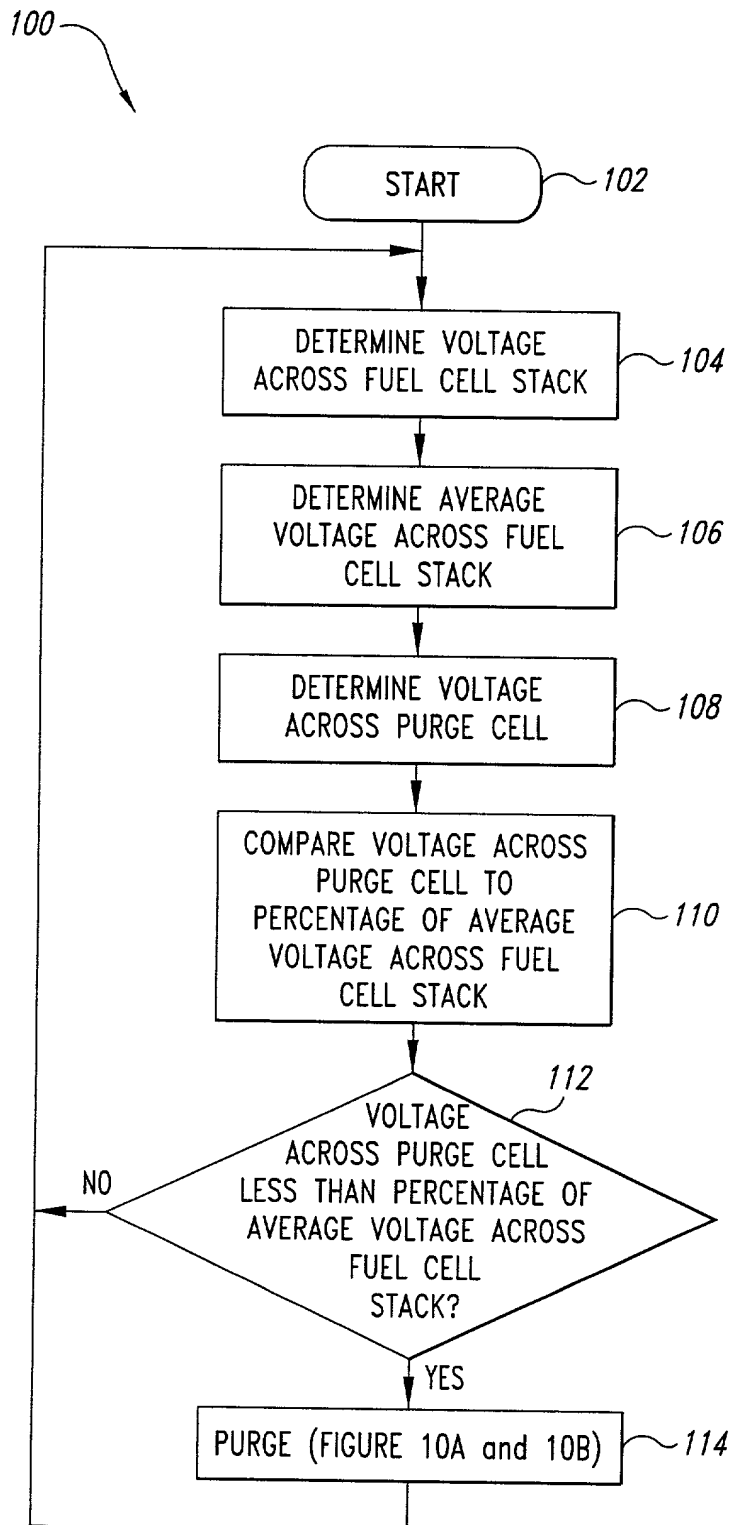 100
START
102
DETERMINE VOLTAGE
ACROSS FUEL CELL STACK
104
DETERMINE AVERAGE
VOLTAGE ACROSS FUEL
CELL STACK
106
DETERMINE VOLTAGE
ACROSS PURGE CELL
108
COMPARE VOLTAGE ACROSS
PURGE CELL TO
PERCENTAGE OF AVERAGE
VOLTAGE ACROSS FUEL
CELL STACK
110
112
VOLTAGE
ACROSS PURGE CELL
LESS THAN PERCENTAGE OF
AVERAGE VOLTAGE ACROSS
FUEL CELL
STACK?
NO
YES
PURGE (FIGURE 10A and 10B)
114